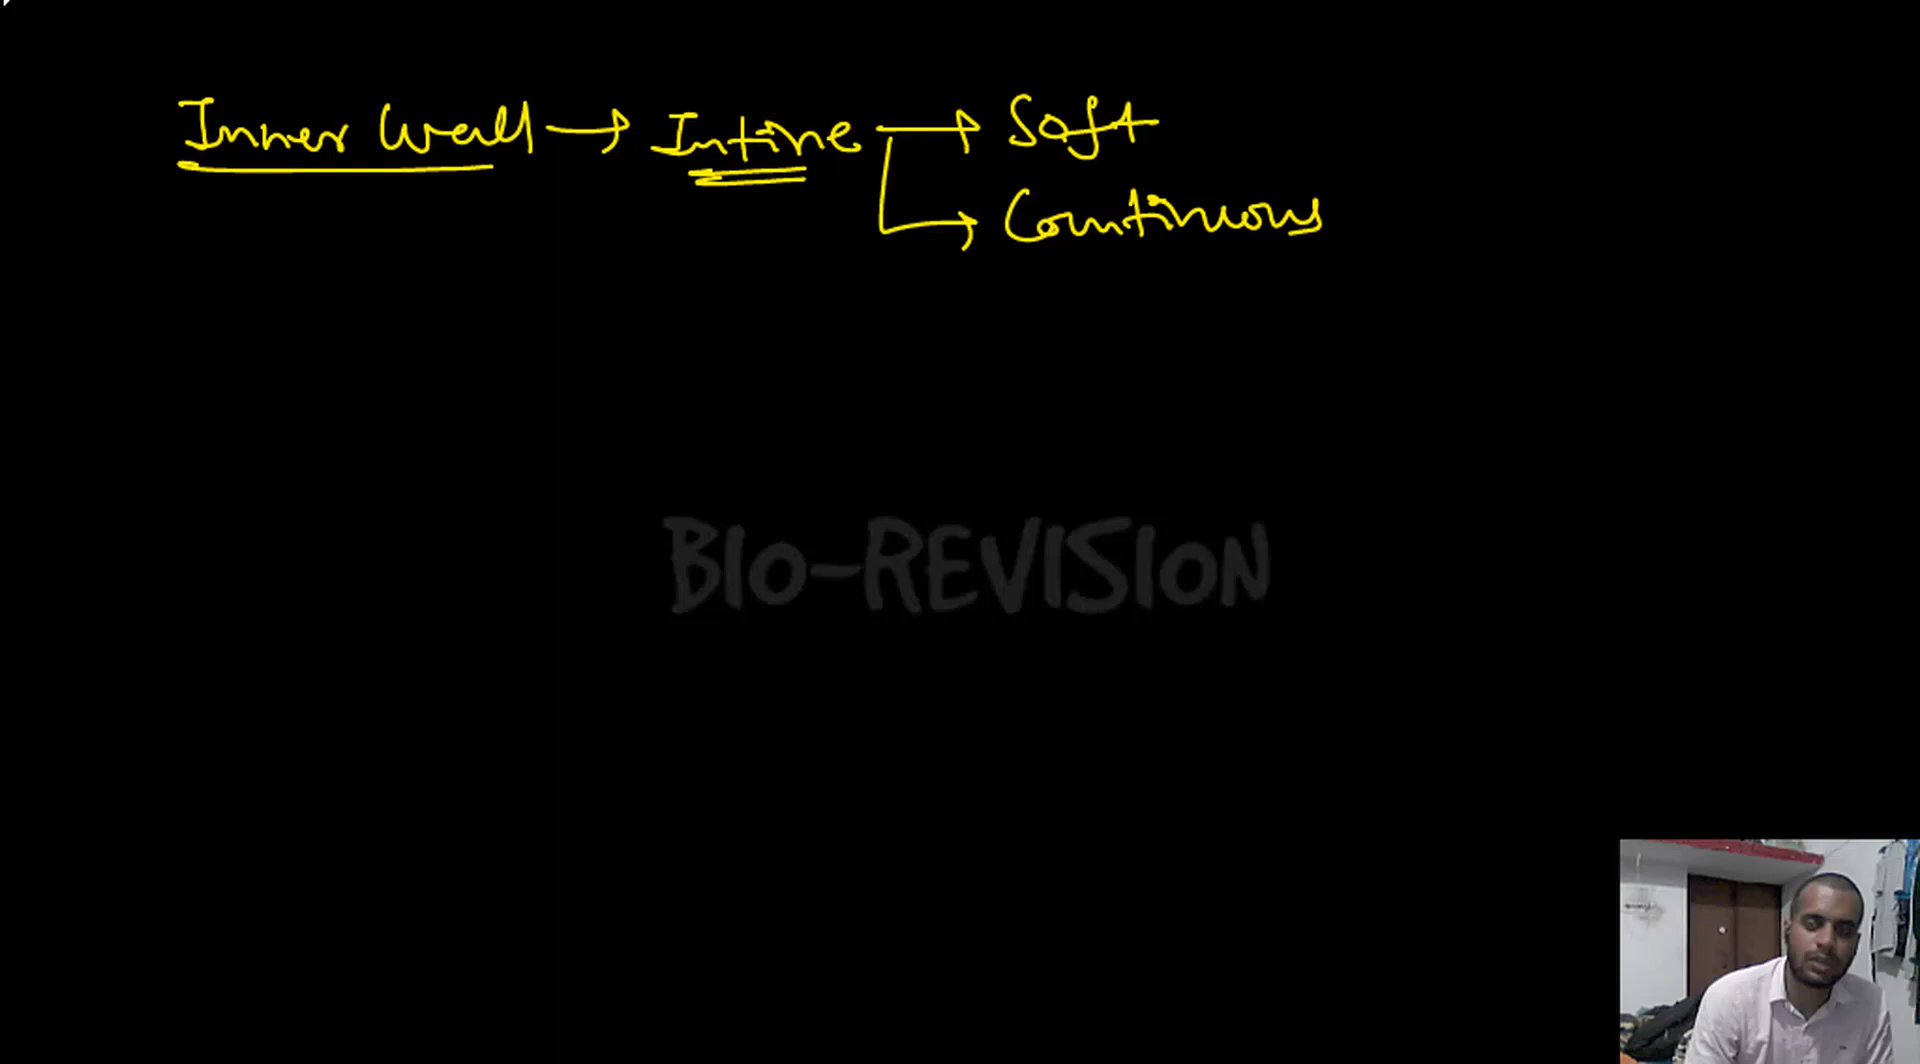 Inner Wall → Intine → Soft
→ Continuous
BIO-REVISION